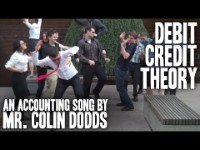 DEBIT
CREDIT
THEORY
AN ACCOUNTING SONG BY
MR. COLIN DODDS